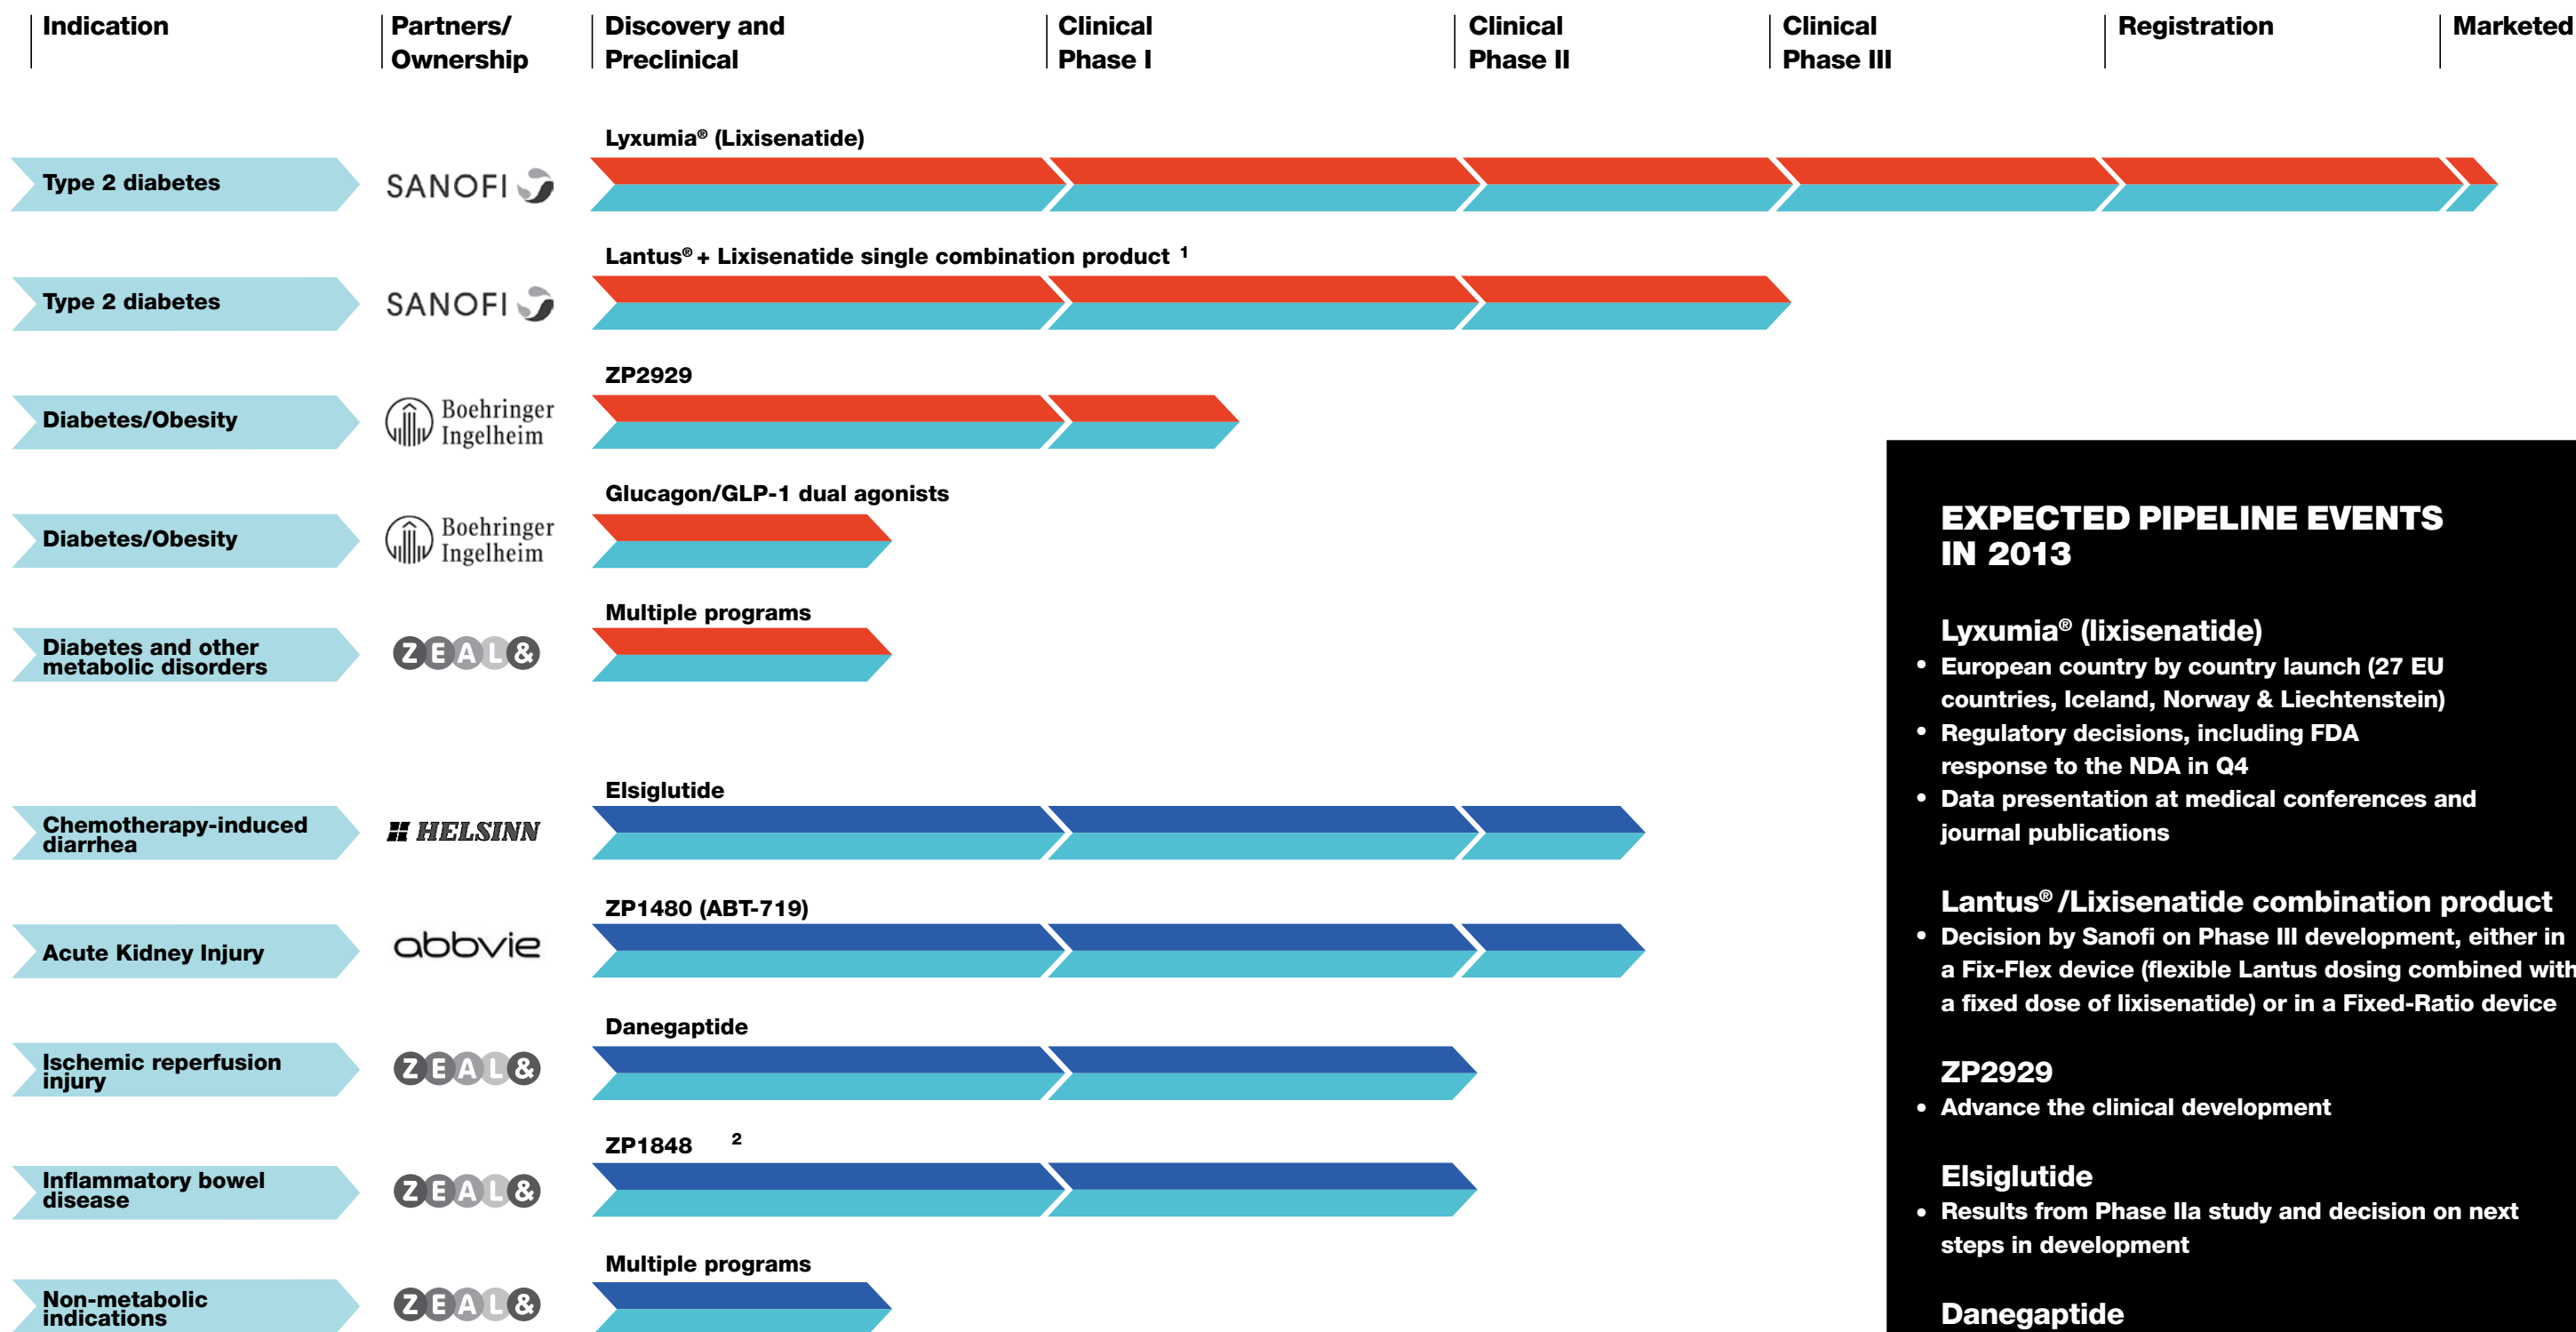 Indication
Partners/
Ownership
Discovery and
Preclinical
Clinical
Phase I
Clinical
Phase II
Clinical
Phase III
Registration
Marketed
Lyxumia® (Lixisenatide)
Type 2 diabetes
SANOFI
Lantus® + Lixisenatide single combination product 1
Type 2 diabetes
SANOFI
ZP2929
Diabetes/Obesity
Boehringer
Ingelheim
Glucagon/GLP-1 dual agonists
Diabetes/Obesity
Boehringer
Ingelheim
Multiple programs
Diabetes and other
metabolic disorders
ZEAL&
Elsiglutide
Chemotherapy-induced
diarrhea
HELSINN
ZP1480 (ABT-719)
Acute Kidney Injury
abbvie
Danegaptide
Ischemic reperfusion
injury
ZEAL&
ZP1848 2
Inflammatory bowel
disease
ZEAL&
Multiple programs
Non-metabolic
indications
ZEAL&
EXPECTED PIPELINE EVENTS
IN 2013
Lyxumia® (lixisenatide)
• European country by country launch (27 EU
countries, Iceland, Norway & Liechtenstein)
• Regulatory decisions, including FDA
response to the NDA in Q4
• Data presentation at medical conferences and
journal publications
Lantus® /Lixisenatide combination product
• Decision by Sanofi on Phase III development, either in
a Fix-Flex device (flexible Lantus dosing combined with
a fixed dose of lixisenatide) or in a Fixed-Ratio device
ZP2929
• Advance the clinical development
Elsiglutide
• Results from Phase IIa study and decision on next
steps in development
Danegaptide